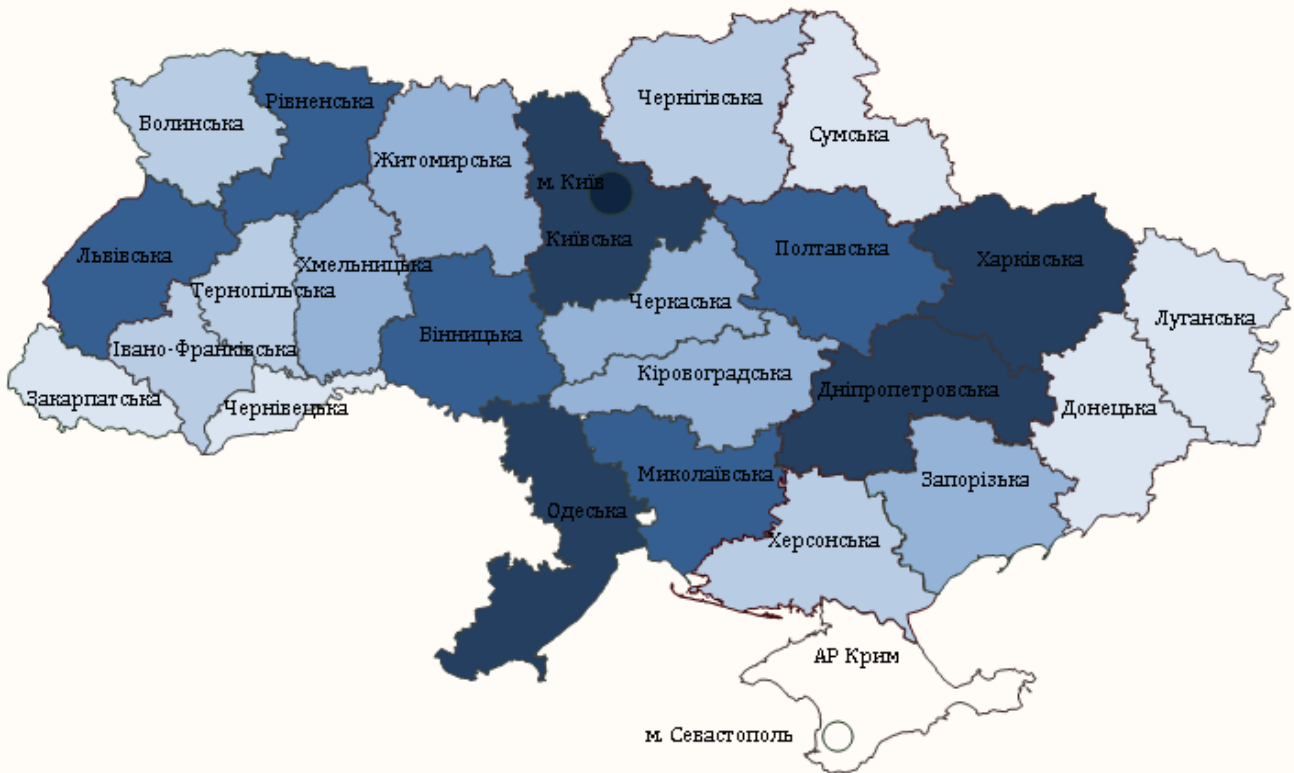 Чернігівська
Рівненська
Волинська
Сумська
Житомирська
м. Київ
Київська
Полтавська
Львівська
Харківська
Хмельницька
Тернопільська
Черкаська
Луганська
Вінницька
Івано-Франківська
Кіровоградська
Дніпропетровська
Закарпатська
Чернівецька
Донецька
Миколаївська
Запорізька
Одеська
Херсонська
АР Крим
м. Севастополь